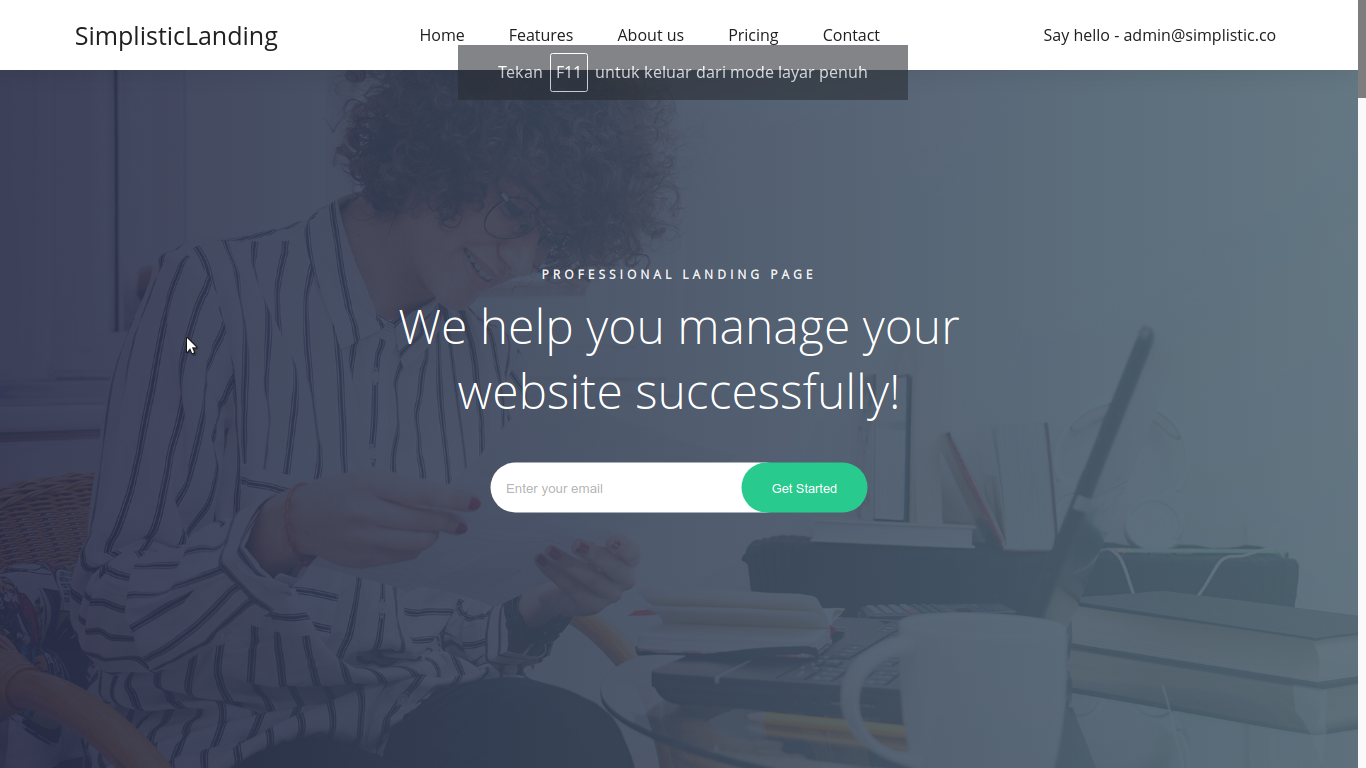 SimplisticLanding
Home Features About us Pricing Contact
Say hello - admin@simplistic.co
Tekan F11 untuk keluar dari mode layar penuh
PROFESSIONAL LANDING PAGE
We help you manage your
website successfully!
Enter your email
Get Started